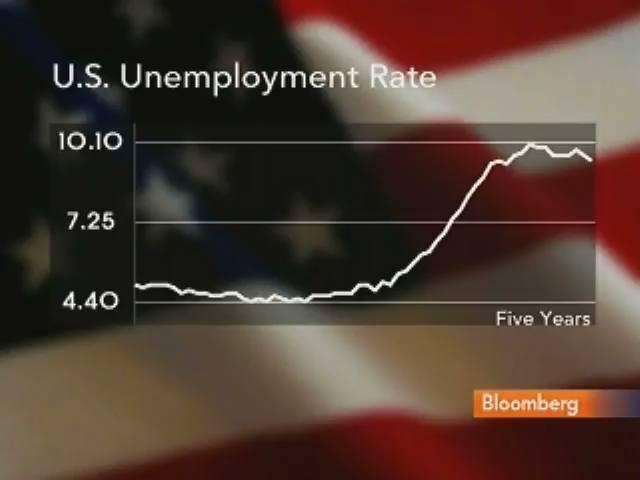 U.S. Unemployment Rate
10.10
7.25
4.40
Five Years
Bloomberg